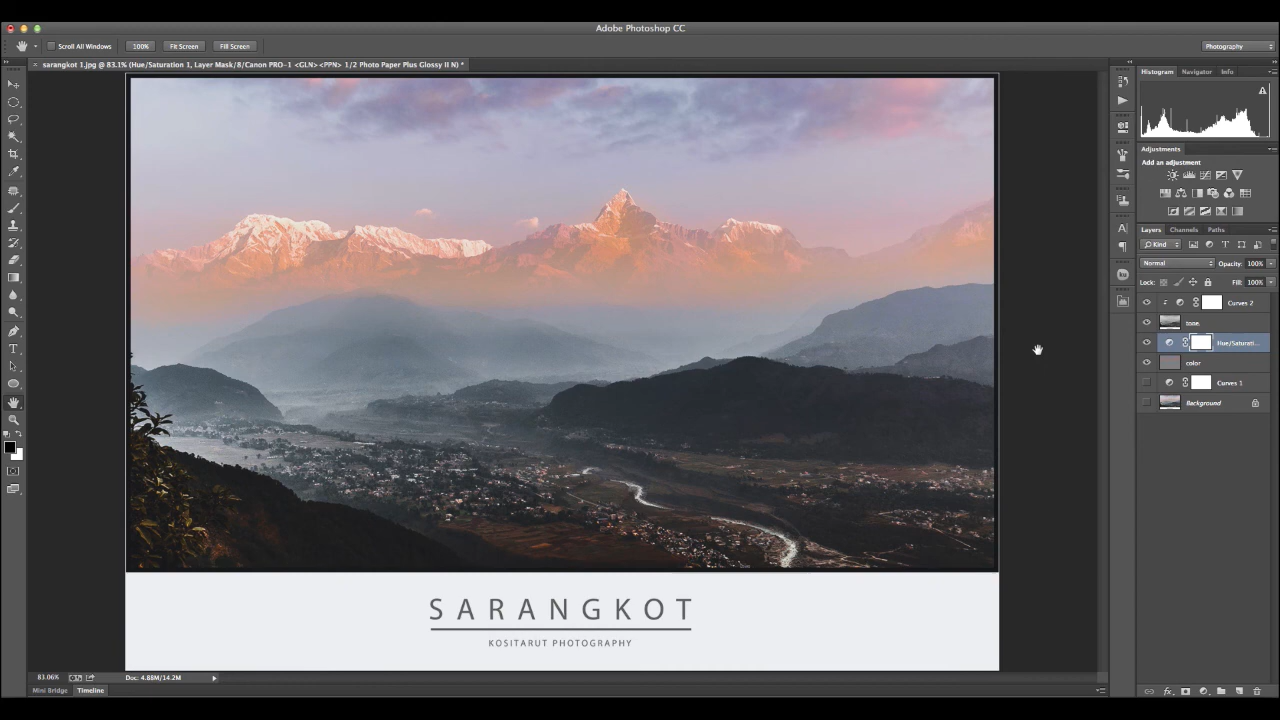 Adobe Photoshop CC
Scroll All Windows 100% Fit Screen Fill Screen Photography
× sarangkot 1.jpg @ 83.1% (Hue/Saturation 1, Layer Mask/8/Canon PRO-1 <GLN> <PPN> 1/2 Photo Paper Plus Glossy II N) *
Histogram Navigator Info
Adjustments
Add an adjustment
Layers Channels Paths
Kind
Normal Opacity: 100%
Lock: Fill: 100%
Curves 2
tone.
Hue/Saturati...
color
Curves 1
Background
SARANGKOT
KOSITARUT PHOTOGRAPHY
83.06% Doc: 4.88M/14.2M
Mini Bridge Timeline